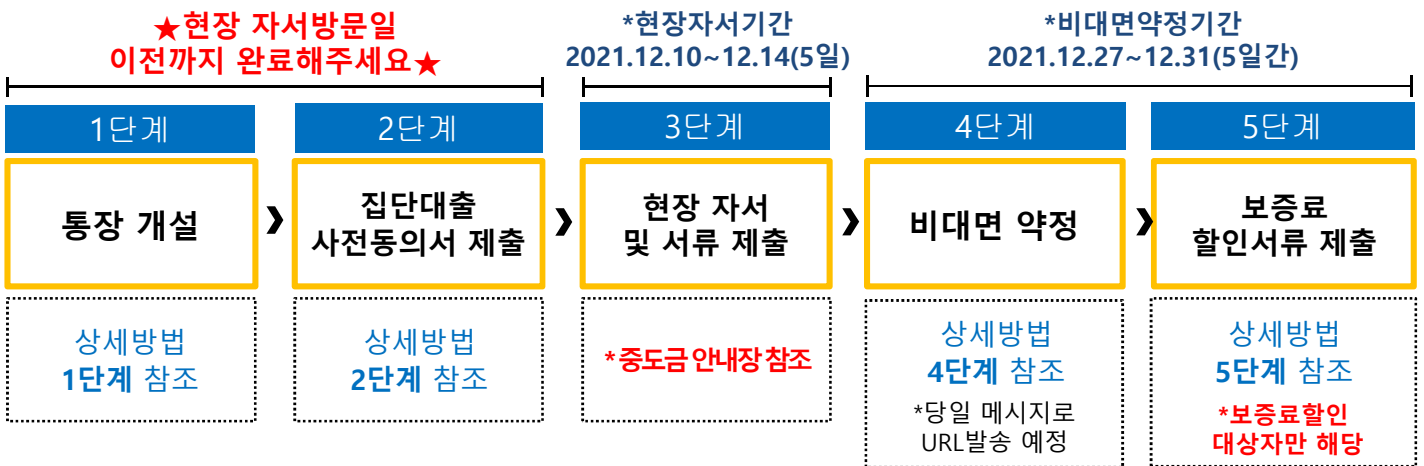 ★현장 자서방문일
이전까지 완료해주세요★
*현장자서기간
2021.12.10~12.14(5일)
*비대면약정기간
2021.12.27~12.31(5일간)
1단계
2단계
3단계
4단계
5단계
통장 개설
집단대출
사전동의서 제출
현장 자서
및 서류 제출
비대면 약정
보증료
할인서류 제출
상세방법
1단계 참조
상세방법
2단계 참조
*중도금 안내장 참조
상세방법
4단계 참조
*당일 메시지로
URL발송 예정
상세방법
5단계 참조
*보증료할인
대상자만 해당